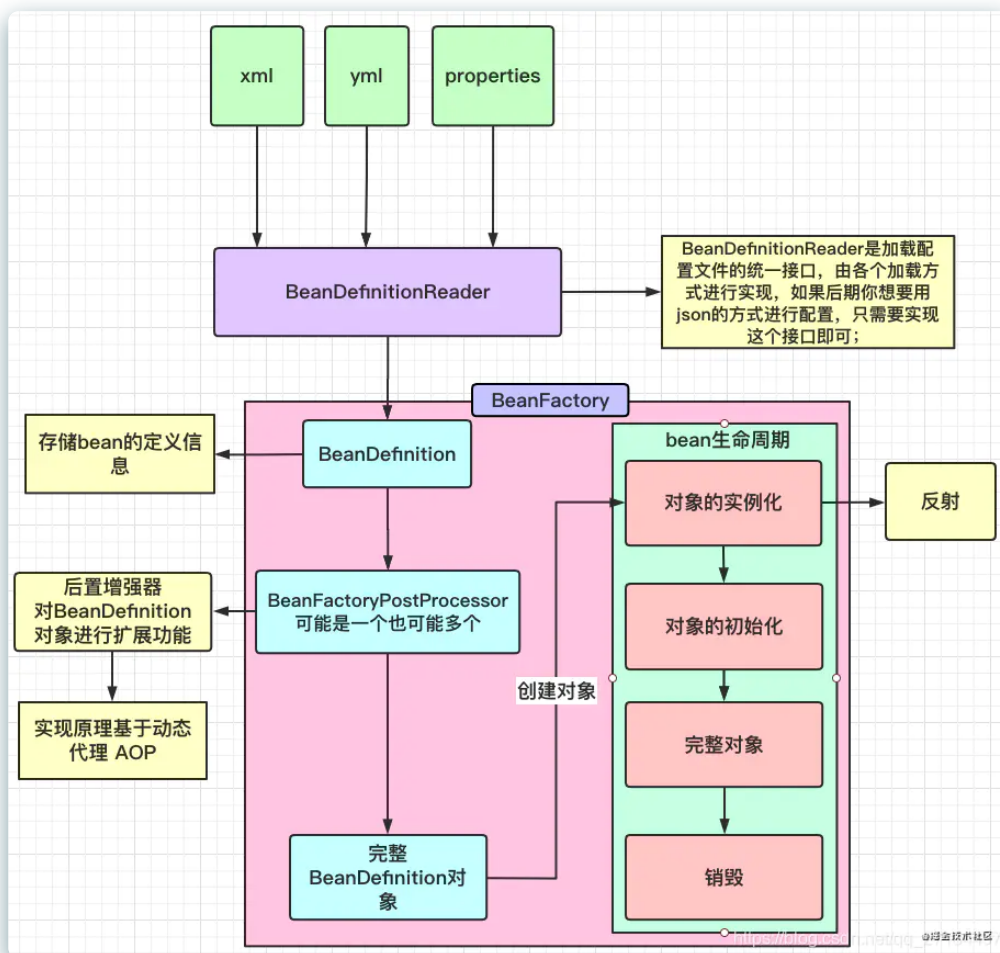 xml
yml
properties
BeanDefinitionReader
BeanDefinitionReader是加载配
置文件的统一接口，由各个加载方
式进行实现，如果后期你想要用
json的方式进行配置，只需要实现
这个接口即可；
BeanFactory
存储bean的定义信
息
BeanDefinition
bean生命周期
对象的实例化
反射
后置增强器
对BeanDefinition
对象进行扩展功能
BeanFactoryPostProcessor
可能是一个也可能多个
对象的初始化
创建对象
实现原理基于动态
代理 AOP
完整对象
完整
BeanDefinition对
象
销毁
@掘金技术社区